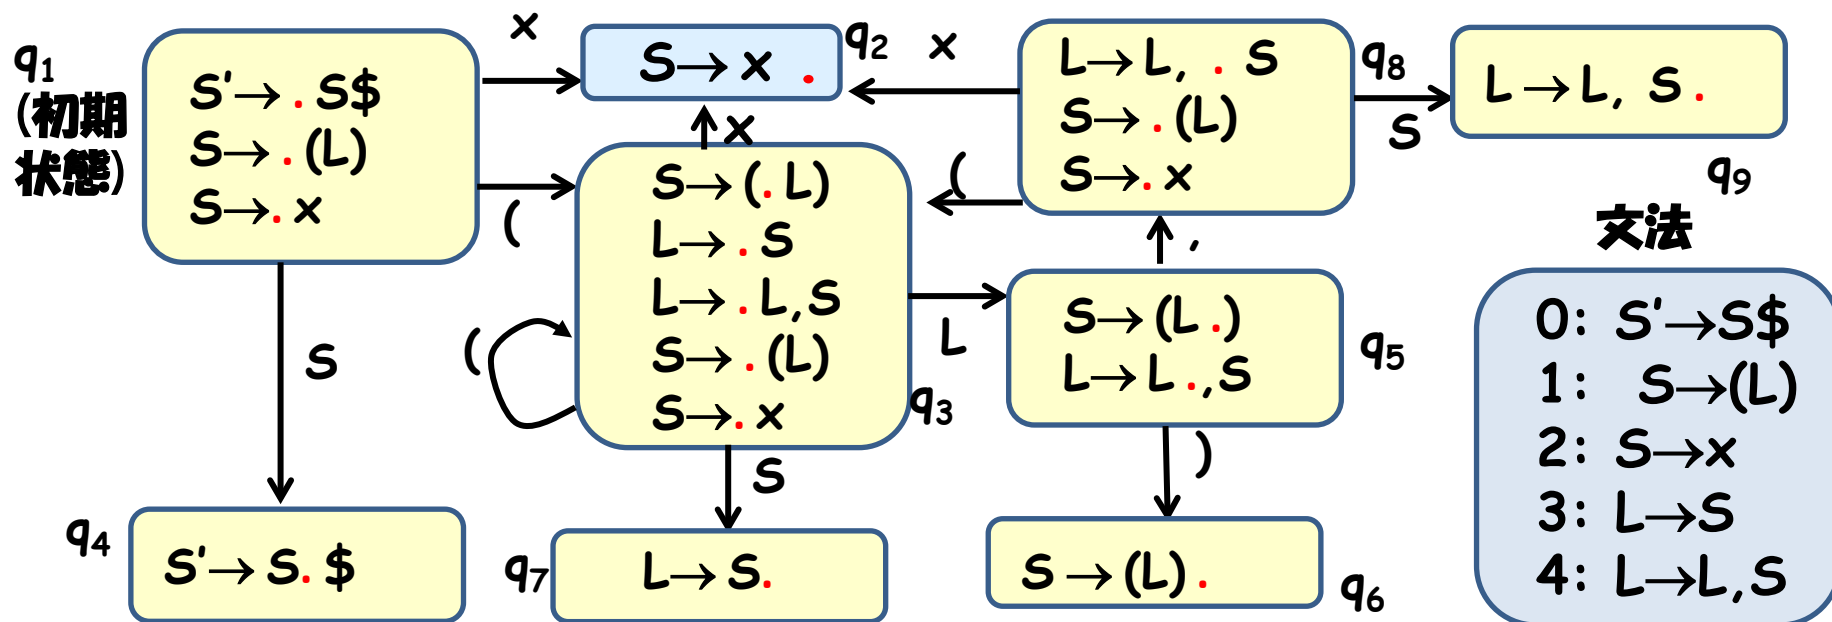 q1
(初期
状態)
S'→ . S$
S→ . (L)
S→. x
x
(
S
S→ x .
q2
x
x
S→(. L)
L→ . S
L→ . L,S
S→ . (L)
S→. x
q3
(
(
L
S
L→L, . S
S→ . (L)
S→. x
q8
S
L→L, S .
q9
,
S→(L .)
L→L .,S
q5
)
q4
S'→ S. $
q7
L→ S.
S→(L) .
q6
文法
0: S'→S$
1: S→(L)
2: S→x
3: L→S
4: L→L,S